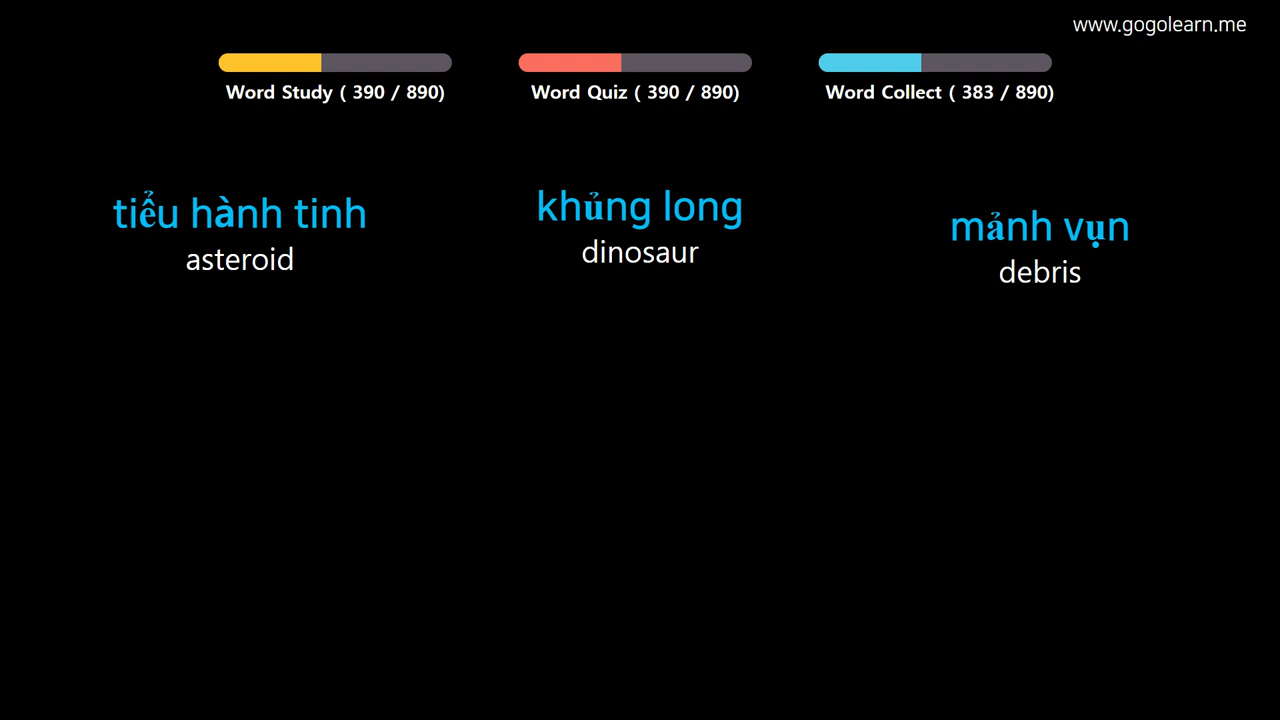 www.gogolearn.me
Word Study ( 390 / 890)
Word Quiz ( 390 / 890)
Word Collect ( 383 / 890)
tiểu hành tinh
asteroid
khủng long
dinosaur
mảnh vụn
debris